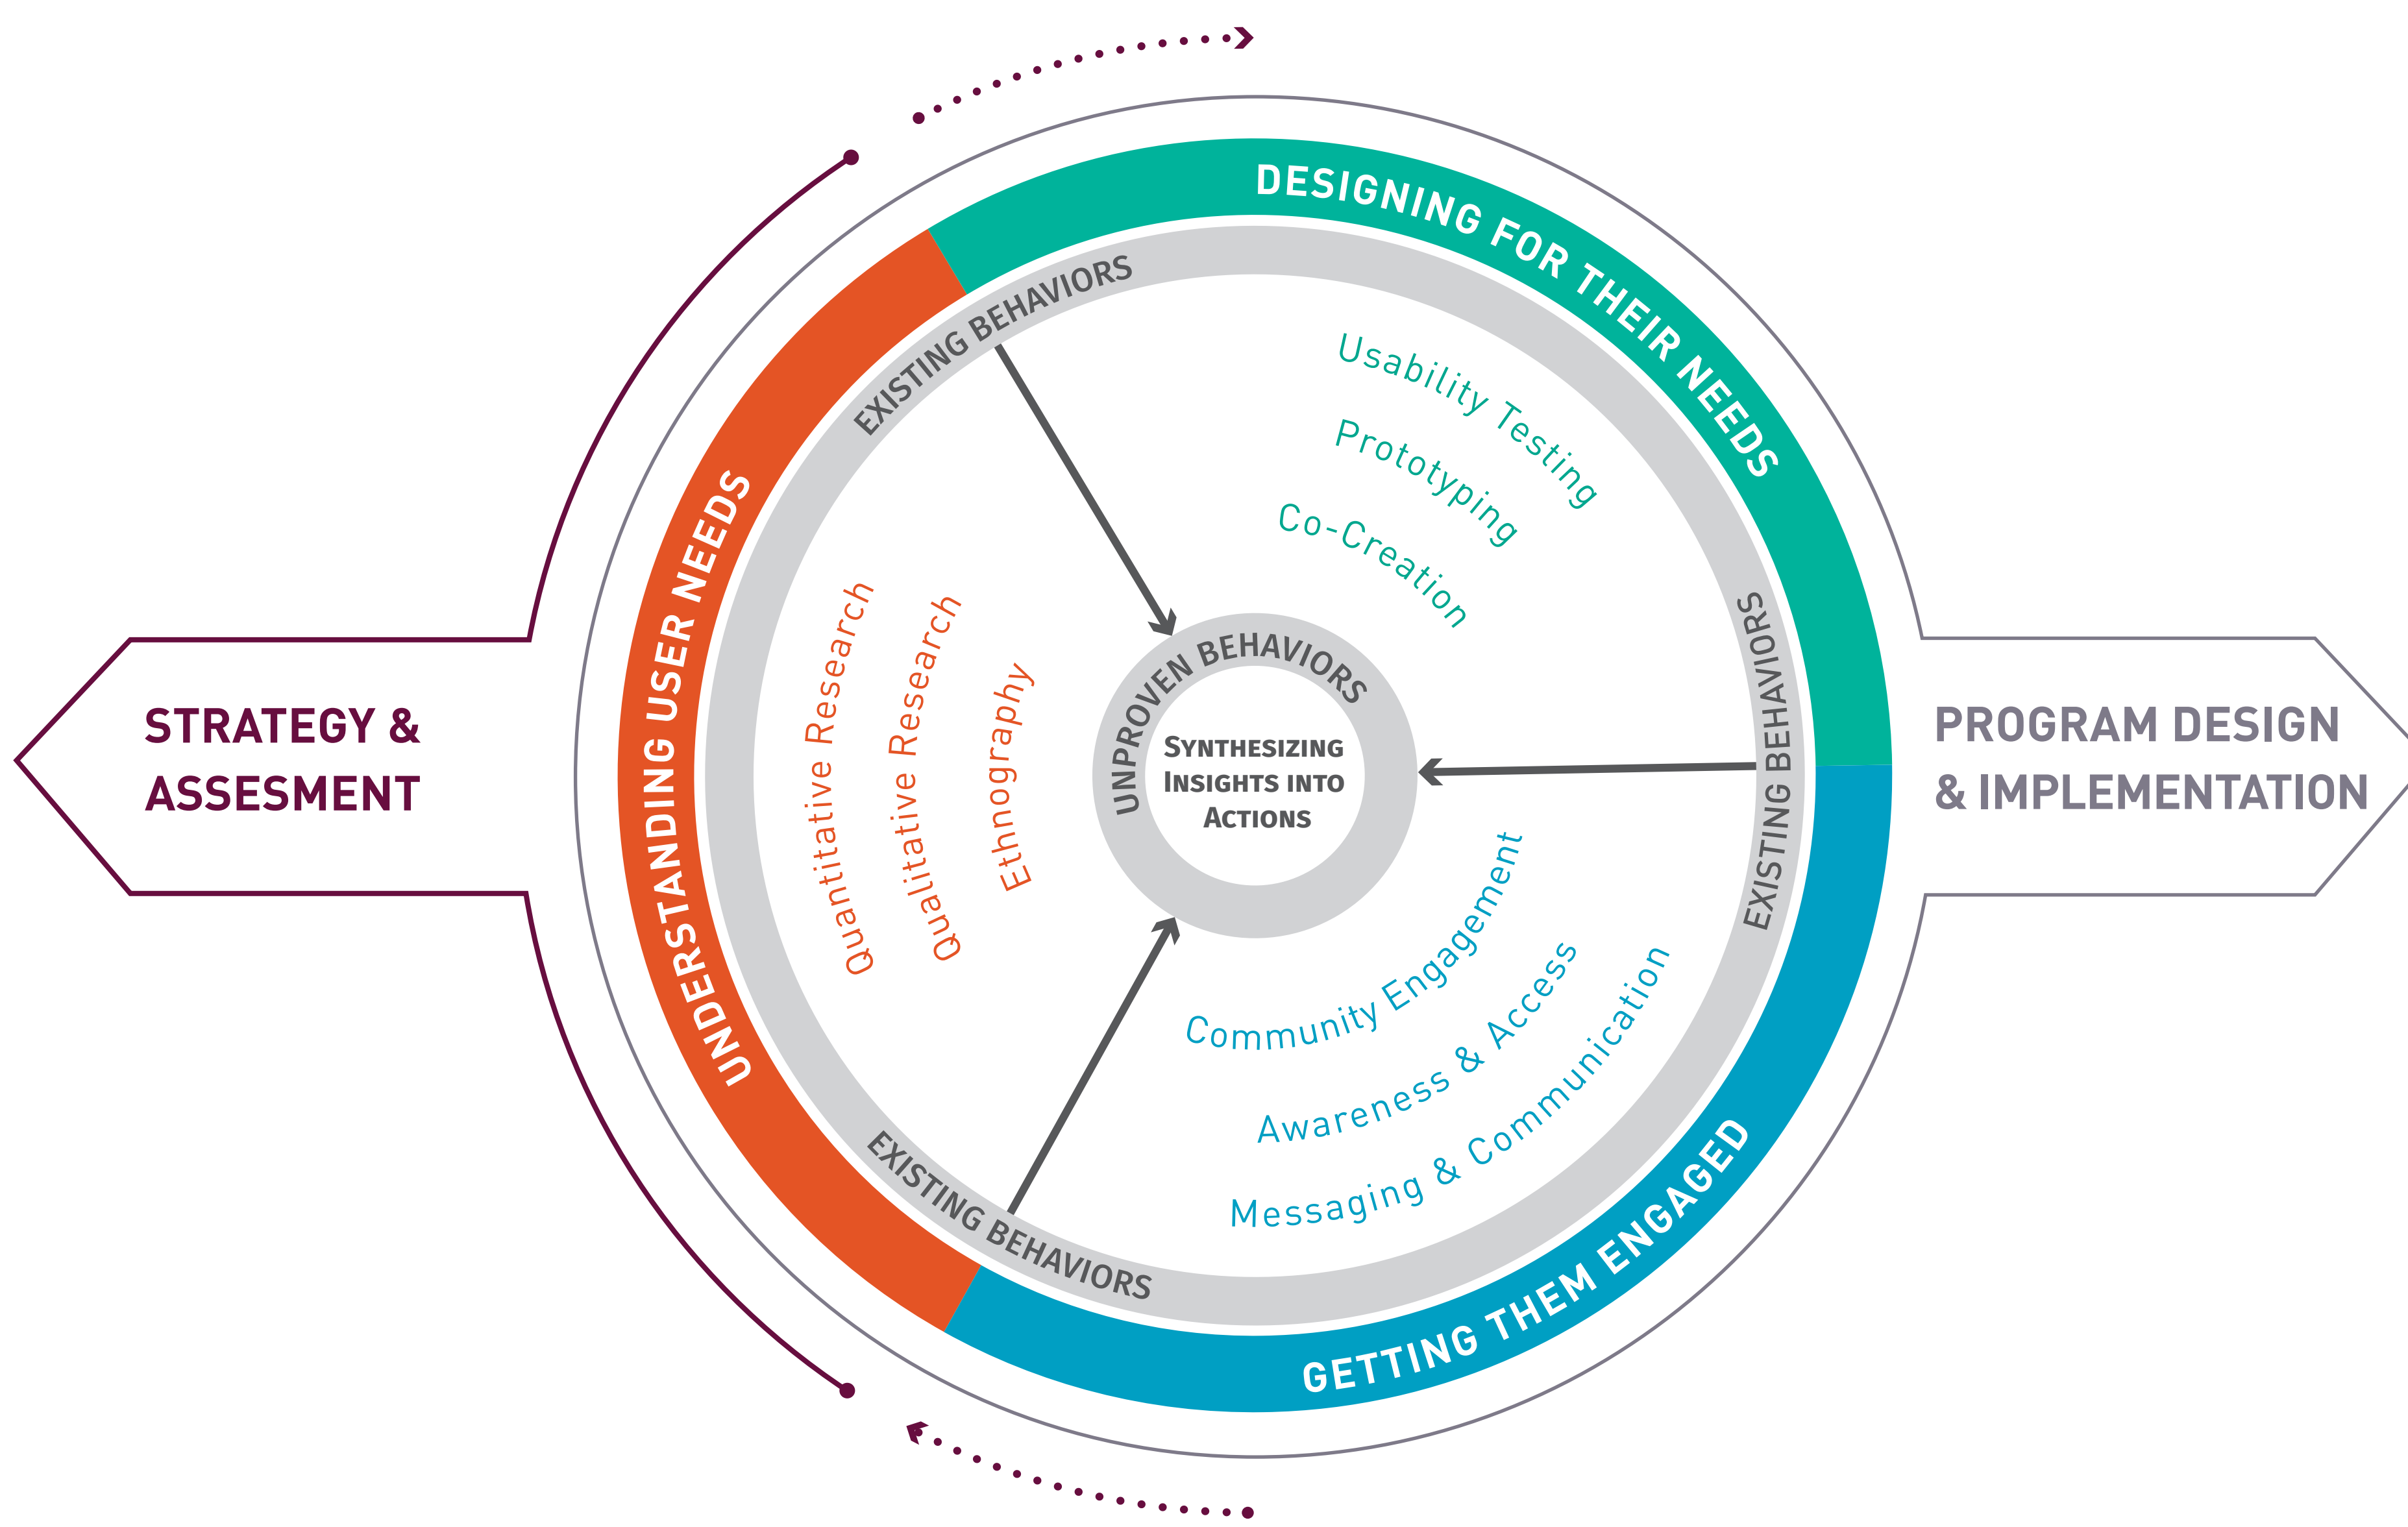 STRATEGY &
ASSESMENT
UNDERSTANDING USER NEEDS
DESIGNING FOR THEIR NEEDS
GETTING THEM ENGAGED
EXISTING BEHAVIORS
EXISTING BEHAVIORS
EXISTING BEHAVIORS
Quantitative Research
Qualitative Research
Ethnography
Usability Testing
Prototyping
Co-Creation
UNPROVEN BEHAVIORS
SYNTHESIZING
INSIGHTS INTO
ACTIONS
Community Engagement
Awareness & Access
Messaging & Communication
PROGRAM DESIGN
& IMPLEMENTATION